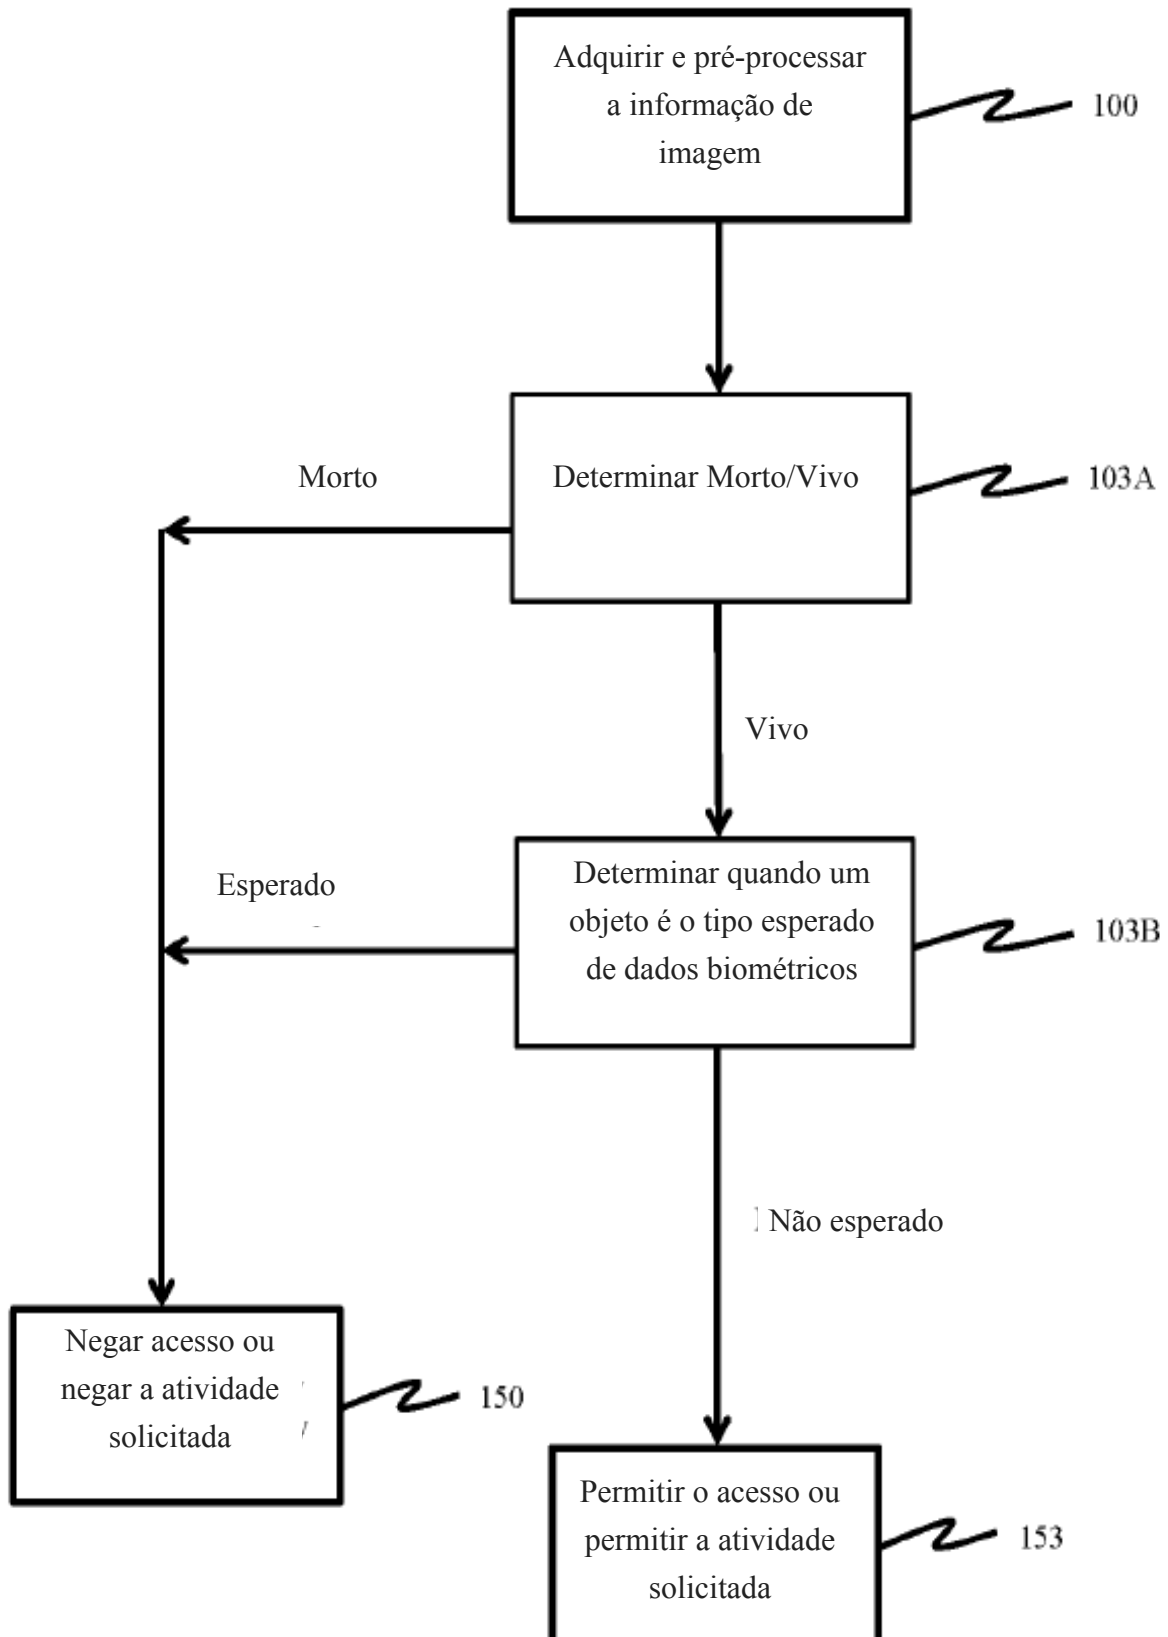 Adquirir e pré-processar
a informação de
imagem
100
Morto
Determinar Morto/Vivo
103A
Vivo
Esperado
Determinar quando um
objeto é o tipo esperado
de dados biométricos
103B
Não esperado
Negar acesso ou
negar a atividade
solicitada
150
Permitir o acesso ou
permitir a atividade
solicitada
153